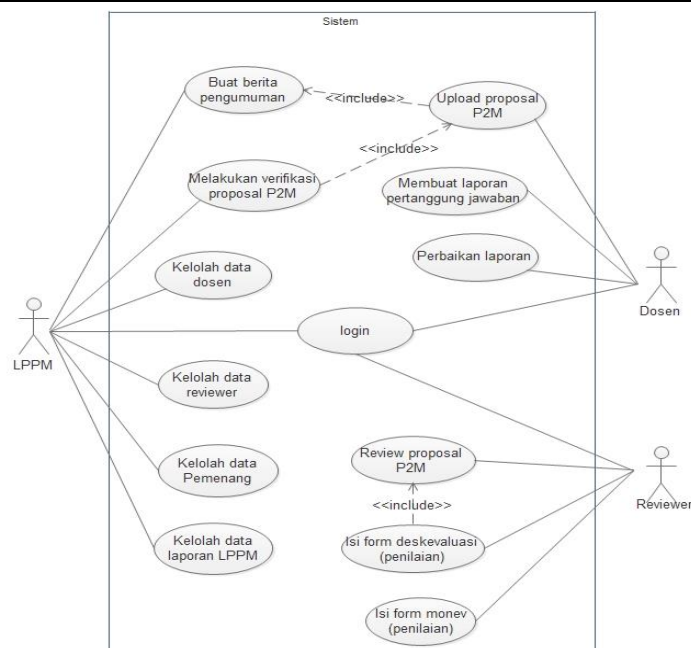 Sistem
Buat berita
pengumuman
<<include>>
Upload proposal
P2M
<<include>>
Melakukan verifikasi
proposal P2M
Membuat laporan
pertanggung jawaban
Perbaikan laporan
Kelolah data
dosen
Dosen
login
LPPM
Kelolah data
reviewer
Kelolah data
Pemenang
Review proposal
P2M
<<include>>
Reviewer
Kelolah data
laporan LPPM
Isi form deskevaluasi
(penilaian)
Isi form monev
(penilaian)